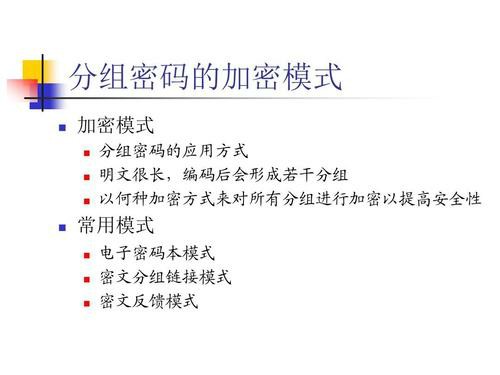 分组密码的加密模式
加密模式
分组密码的应用方式
明文很长，编码后会形成若干分组
以何种加密方式来对所有分组进行加密以提高安全性
常用模式
电子密码本模式
密文分组链接模式
密文反馈模式